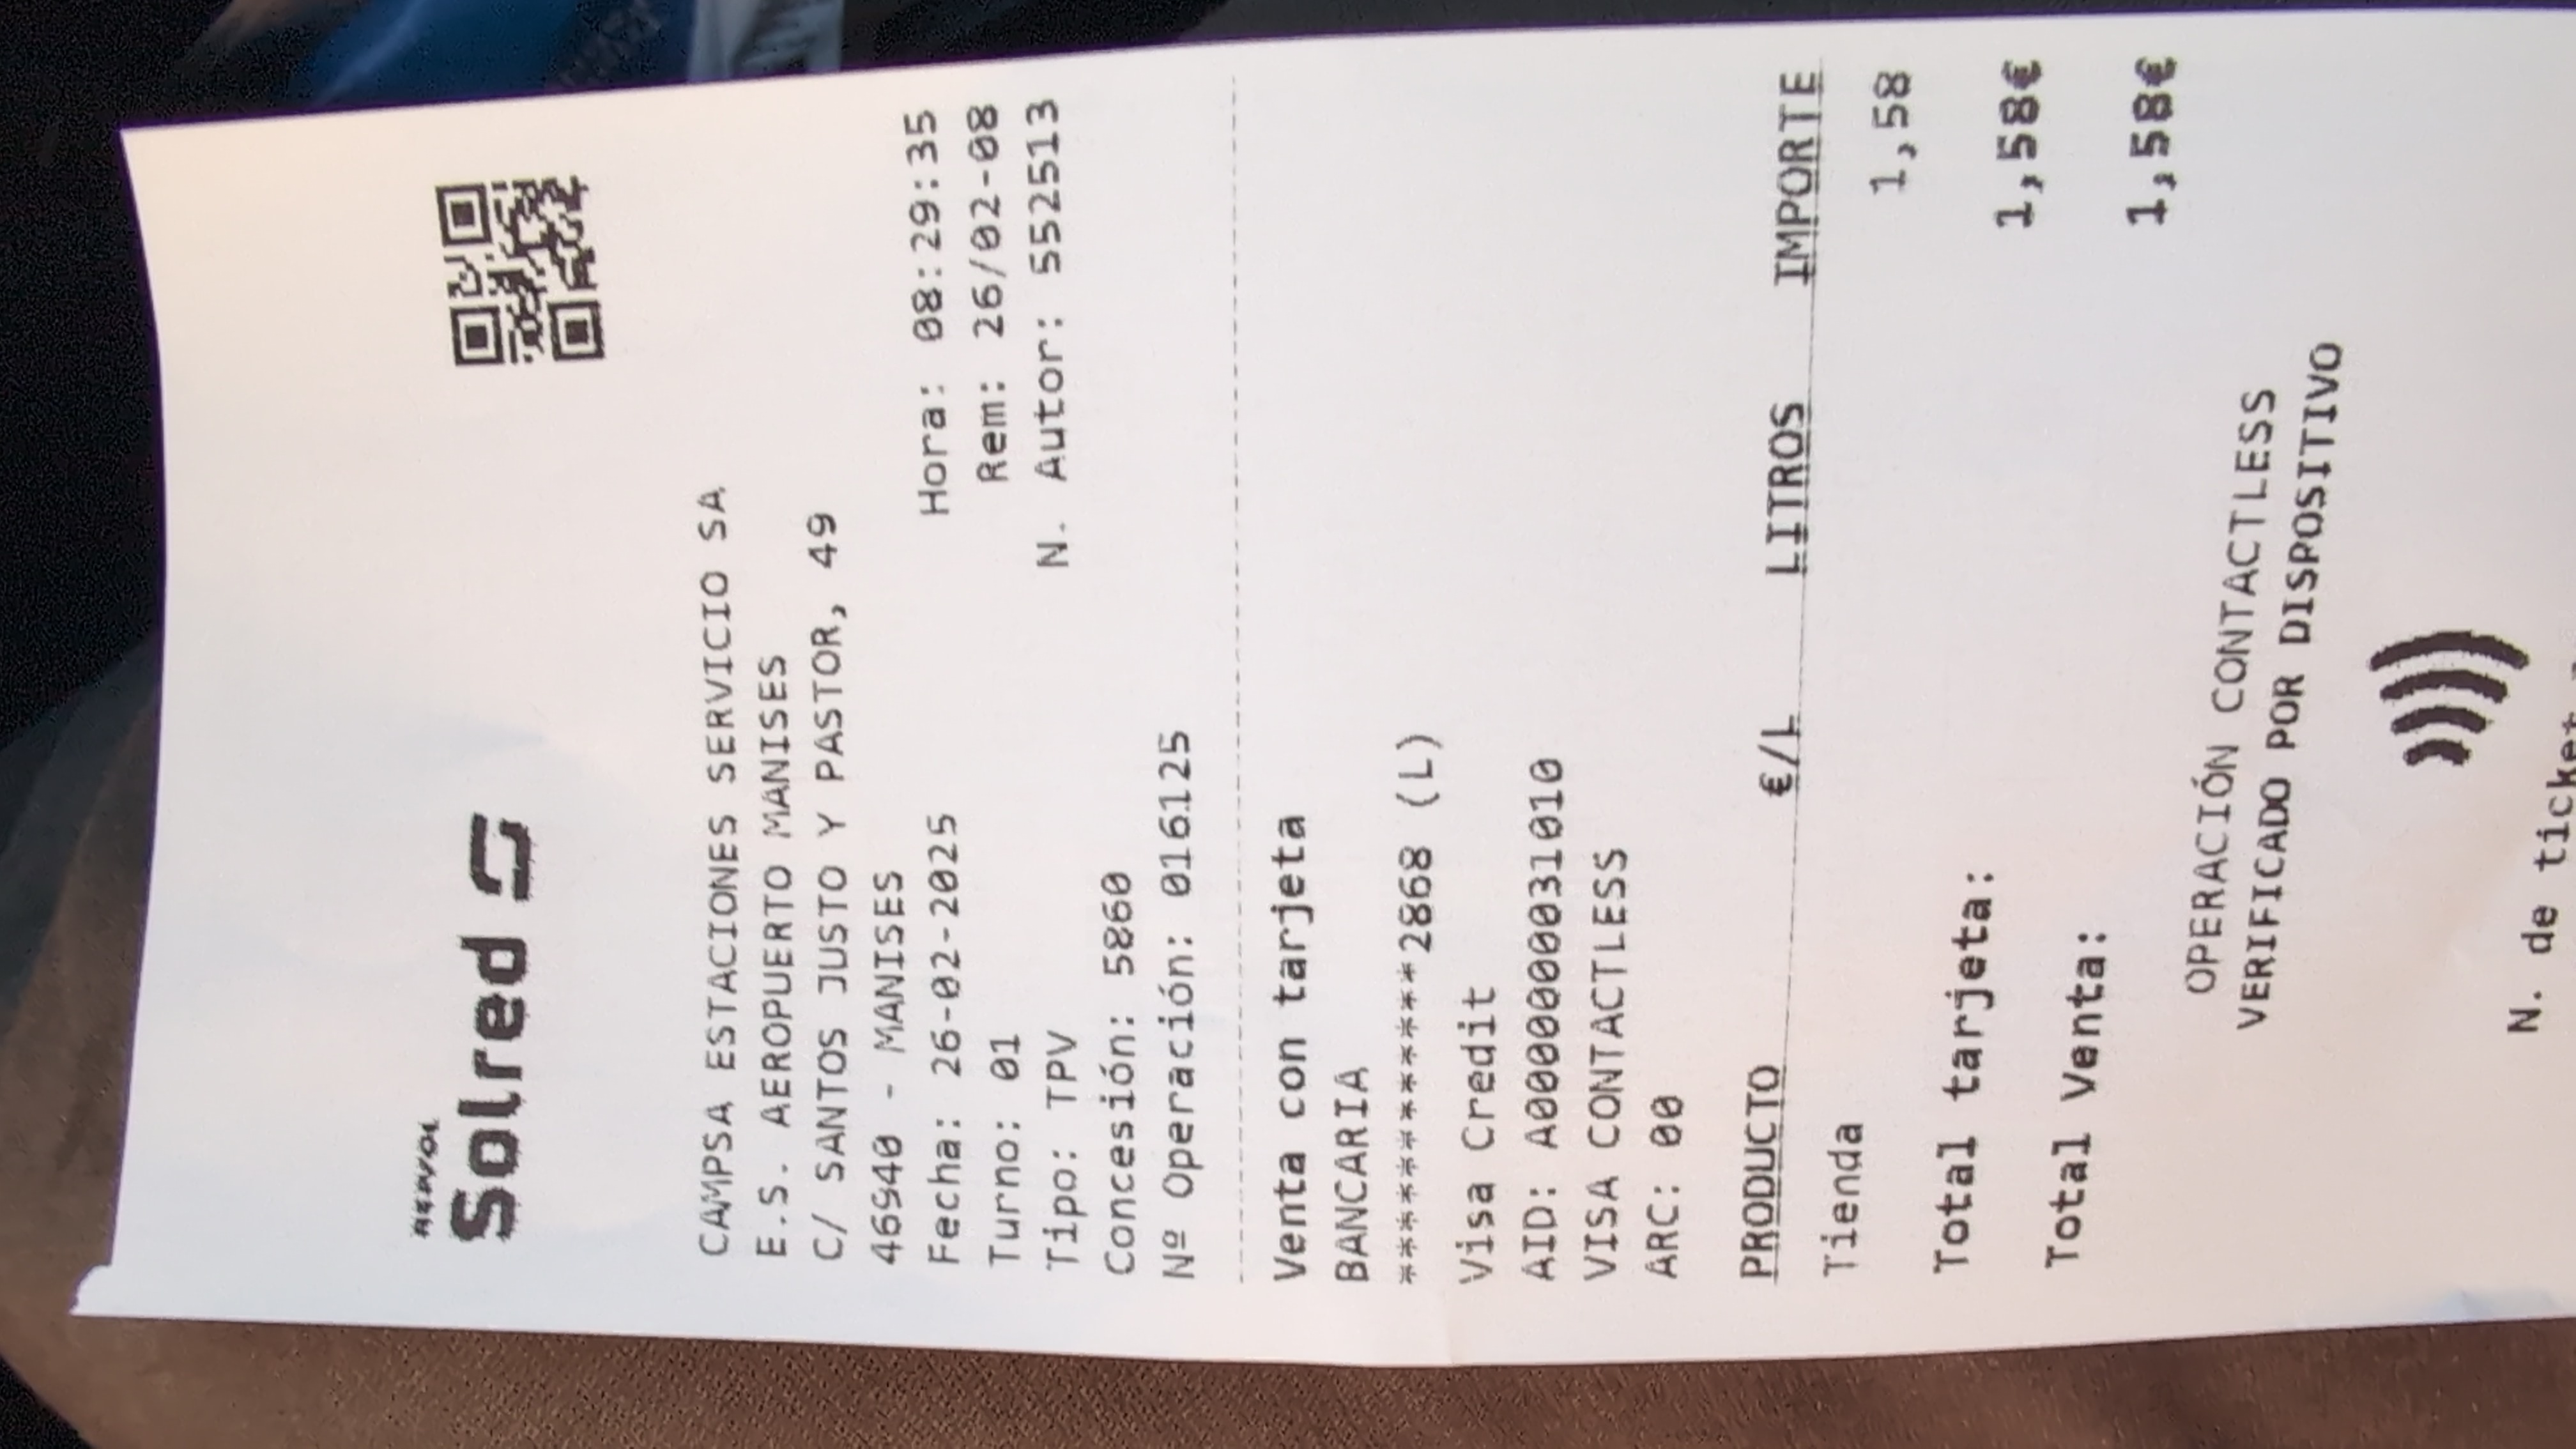 REPSOL
Solred
CAMPSA ESTACIONES SERVICIO SA
E.S. AEROPUERTO MANISES
C/ SANTOS JUSTO Y PASTOR, 49
46940 - MANISES
Fecha: 26-02-2025 Hora: 08:29:35
Turno: 01 Rem: 26/02-08
Tipo: TPV N. Autor: 552513
Concesión: 5860
Nº Operación: 016125
Venta con tarjeta
BANCARIA
************2868 (L)
Visa Credit
AID: A0000000031010
VISA CONTACTLESS
ARC: 00
PRODUCTO €/L LITROS IMPORTE
Tienda 1,58
Total tarjeta: 1,58€
Total Venta: 1,58€
OPERACIÓN CONTACTLESS
VERIFICADO POR DISPOSITIVO
N. de ticket